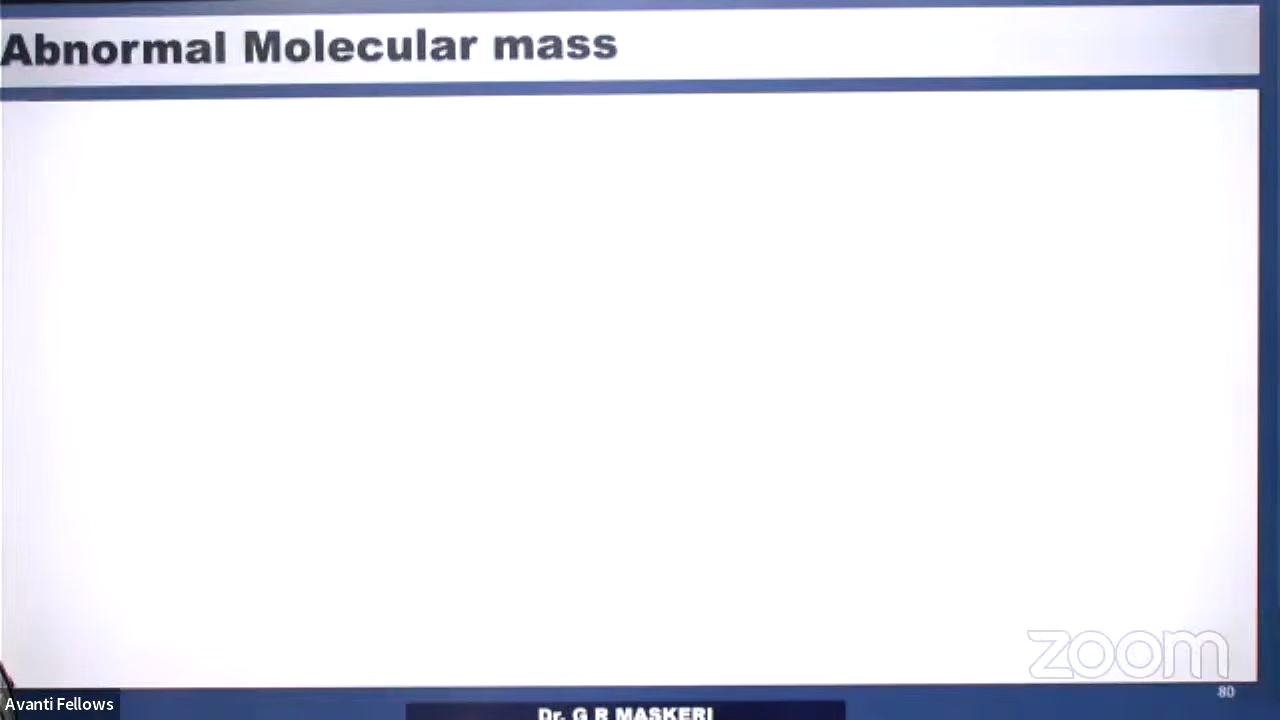 Abnormal Molecular mass
zoom
80
Avanti Fellows
Dr. G R MASKERI